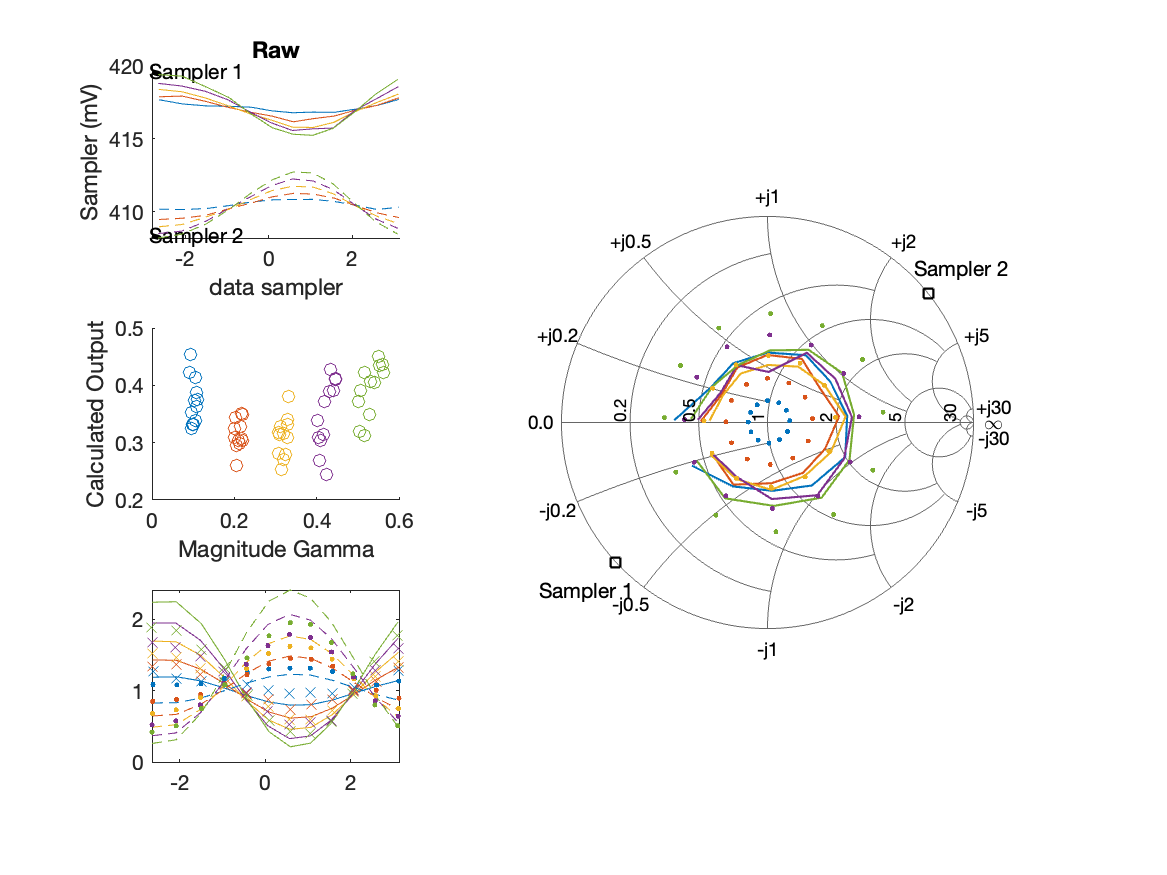 Raw
420
415
410
Sampler (mV)
Sampler 1
Sampler 2
-2
0
2
data sampler
0.5
0.4
0.3
0.2
Calculated Output
0
0.2
0.4
0.6
Magnitude Gamma
2
1
0
-2
0
2
+j1
+j0.5
+j2
Sampler 2
+j0.2
+j5
0.0
0.2
0.5
1
2
5
30
+j30
∞
-j30
-j0.2
-j5
Sampler 1
-j0.5
-j2
-j1